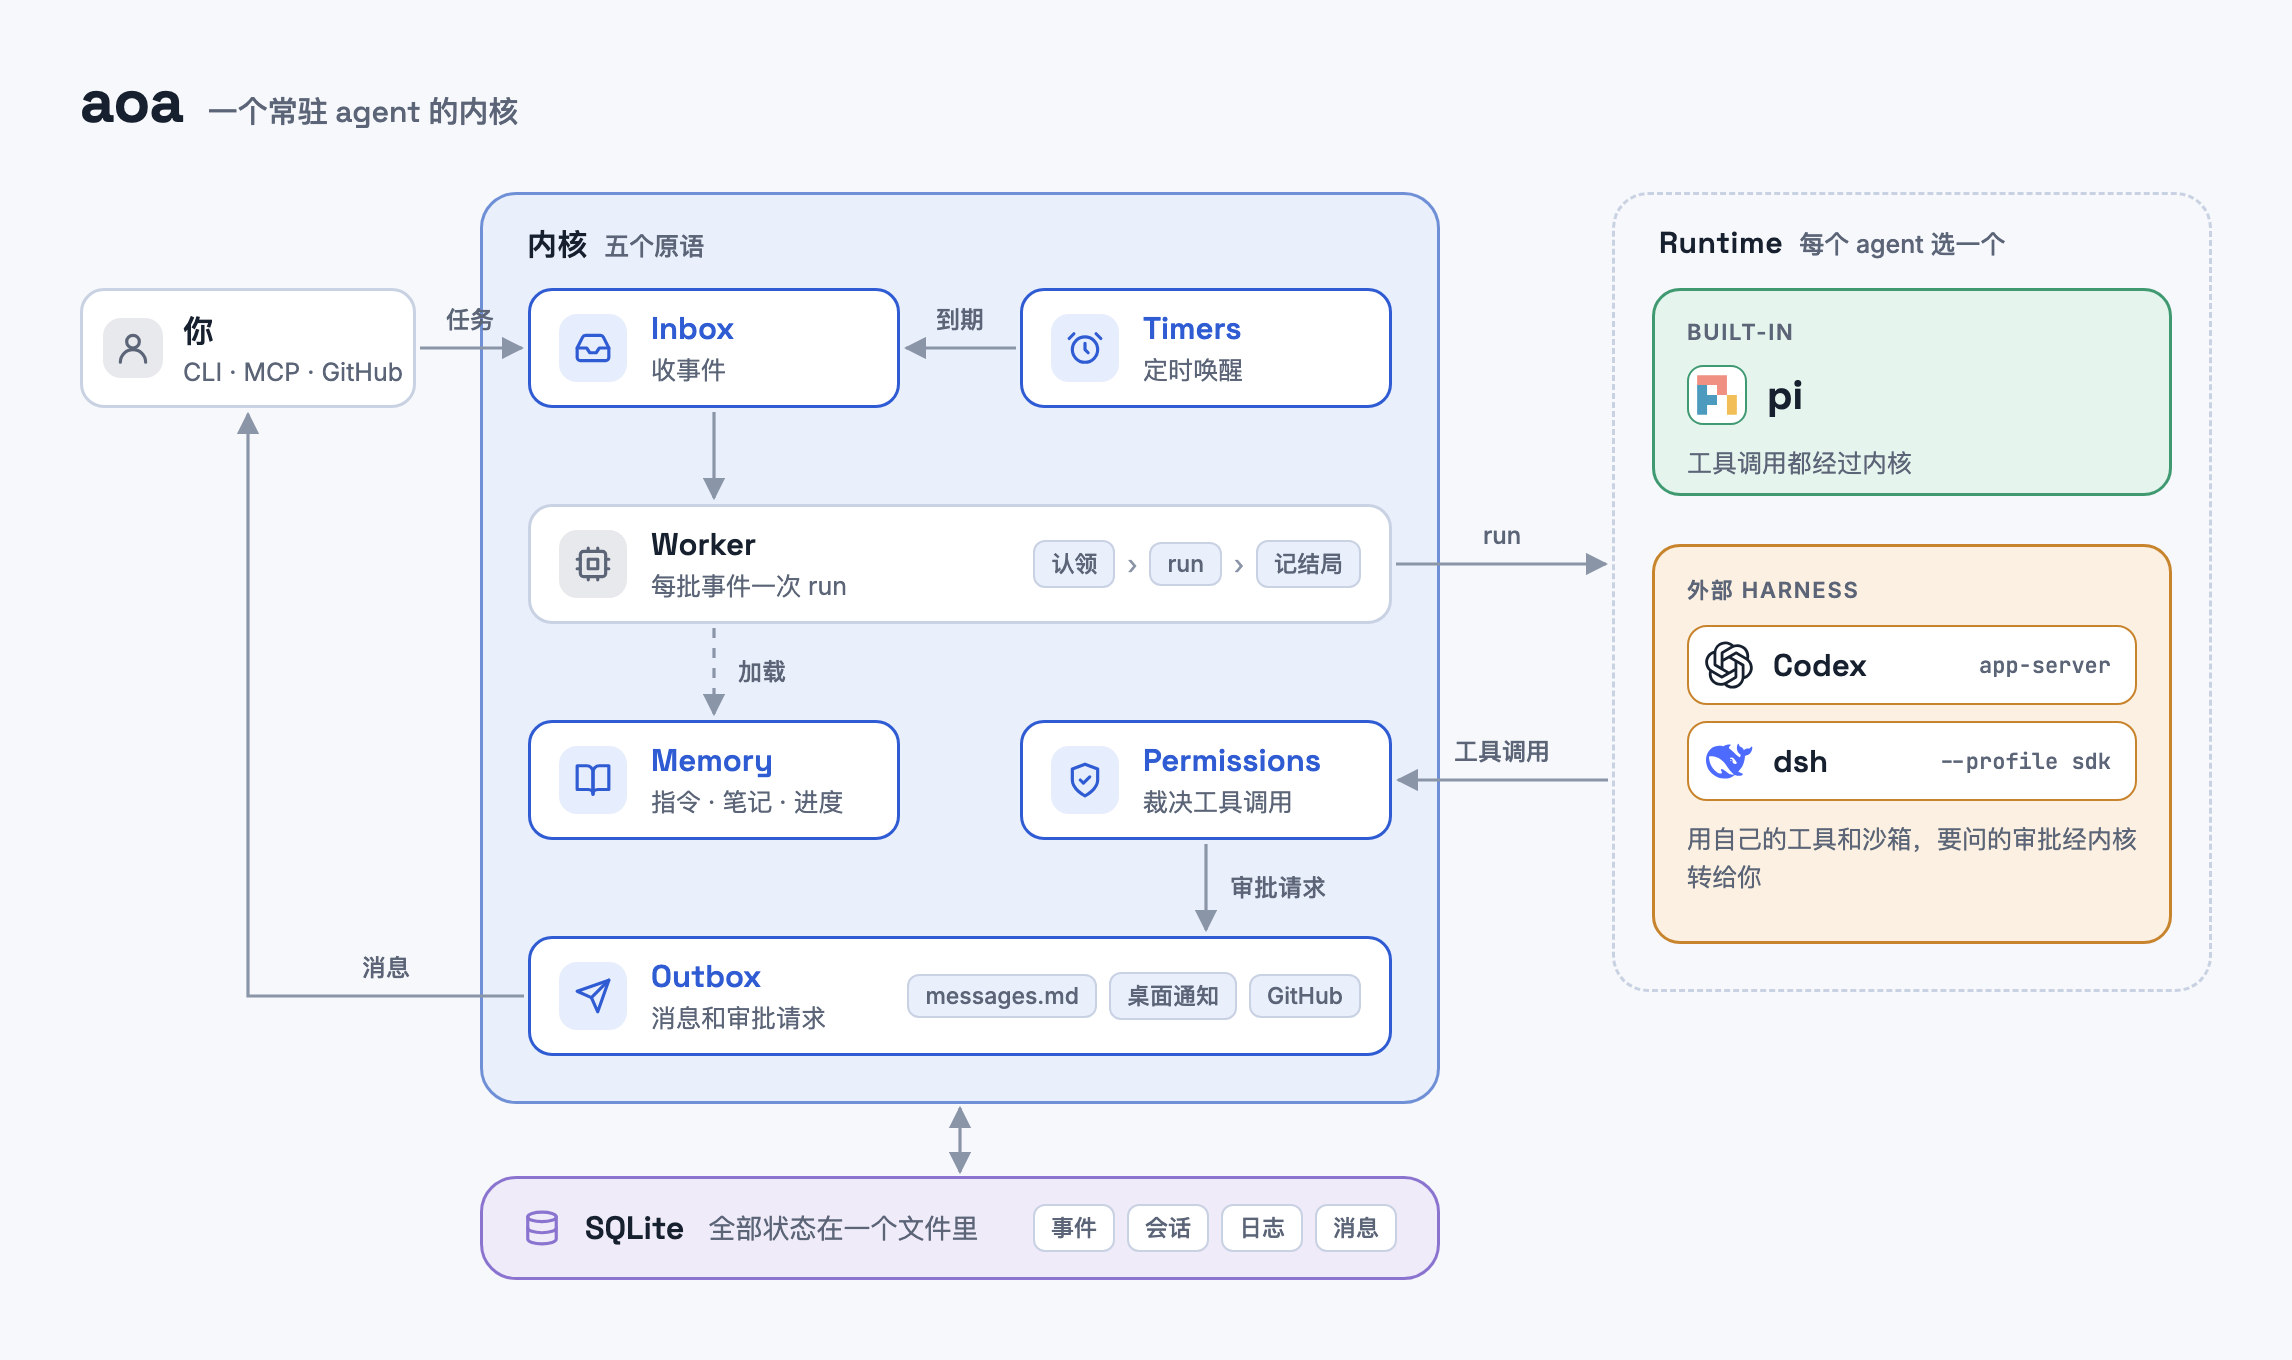 aoa 一个常驻 agent 的内核
内核 五个原语
你
CLI · MCP · GitHub
任务
Inbox
收事件
到期
Timers
定时唤醒
Worker
每批事件一次 run
认领 › run › 记结局
加载
Memory
指令 · 笔记 · 进度
Permissions
裁决工具调用
审批请求
Outbox
消息和审批请求
messages.md 桌面通知 GitHub
消息
run
工具调用
Runtime 每个 agent 选一个
BUILT-IN
pi
工具调用都经过内核
外部 HARNESS
Codex app-server
dsh --profile sdk
用自己的工具和沙箱，要问的审批经内核
转给你
SQLite 全部状态在一个文件里 事件 会话 日志 消息